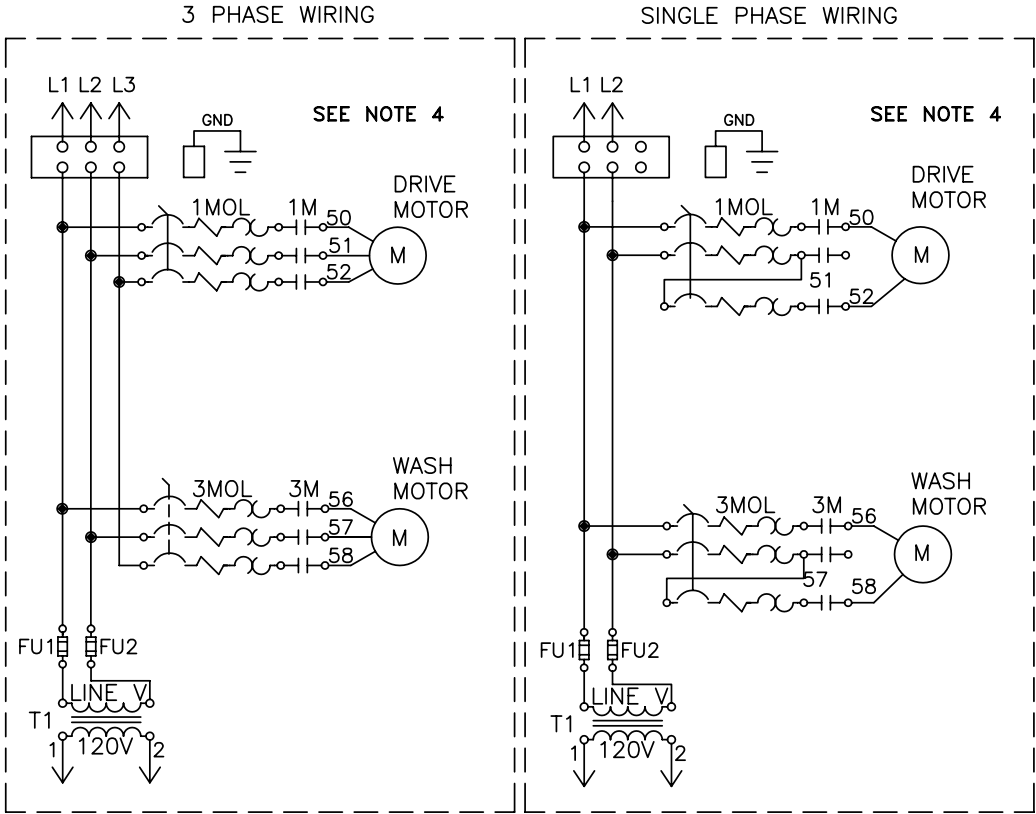 3 PHASE WIRING
L1 L2 L3
GND
SEE NOTE 4
DRIVE
MOTOR
1MOL 1M 50
51
52
M
WASH
MOTOR
3MOL 3M 56
57
58
M
FU1 FU2
LINE V
T1
1 120V 2
SINGLE PHASE WIRING
L1 L2
GND
SEE NOTE 4
DRIVE
MOTOR
1MOL 1M 50
51
52
M
WASH
MOTOR
3MOL 3M 56
57
58
M
FU1 FU2
LINE V
T1
1 120V 2